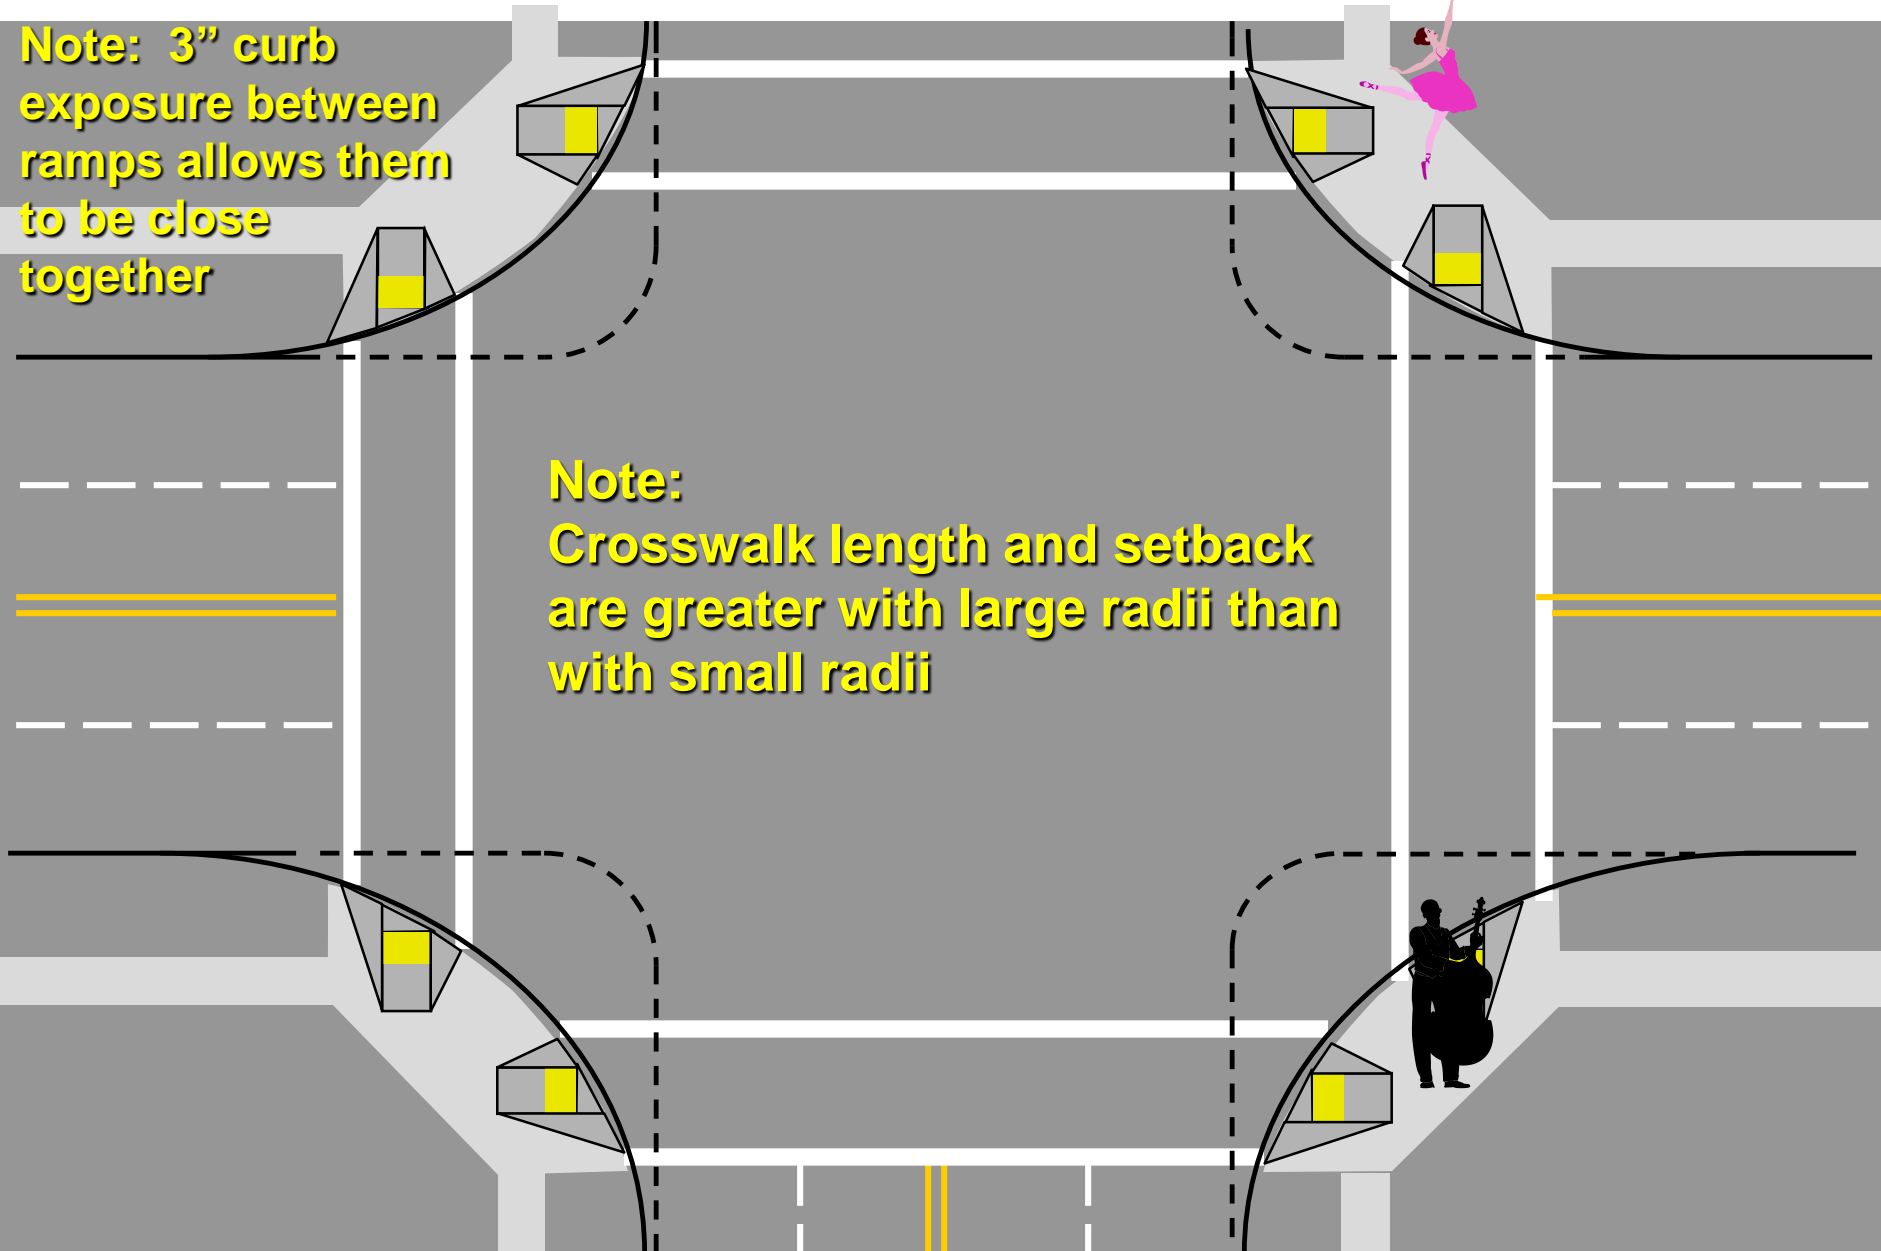 Note:  3” curb
exposure between
ramps allows them
to be close
together
Note:
Crosswalk length and setback
are greater with large radii than
with small radii